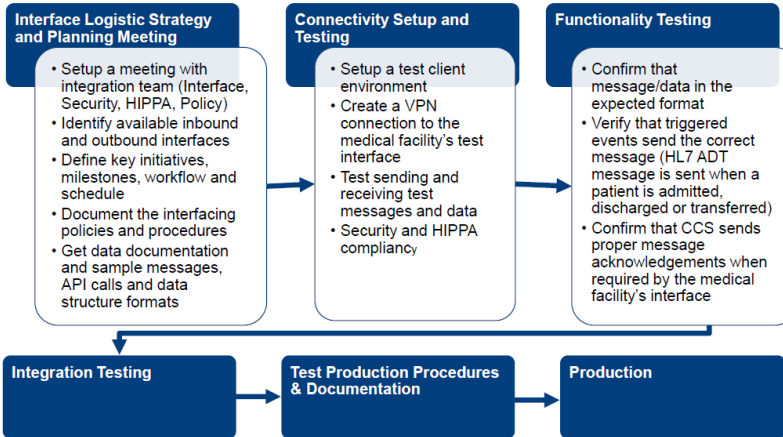 Interface Logistic Strategy
and Planning Meeting
• Setup a meeting with
integration team (Interface,
Security, HIPPA, Policy)
• Identify available inbound
and outbound interfaces
• Define key initiatives,
milestones, workflow and
schedule
• Document the interfacing
policies and procedures
• Get data documentation
and sample messages,
API calls and data
structure formats
Connectivity Setup and
Testing
• Setup a test client
environment
• Create a VPN
connection to the
medical facility's test
interface
• Test sending and
receiving test
messages and data
• Security and HIPPA
compliancy
Functionality Testing
• Confirm that
message/data in the
expected format
• Verify that triggered
events send the correct
message (HL7 ADT
message is sent when a
patient is admitted,
discharged or transferred)
• Confirm that CCS sends
proper message
acknowledgements when
required by the medical
facility's interface
Integration Testing
Test Production Procedures
& Documentation
Production